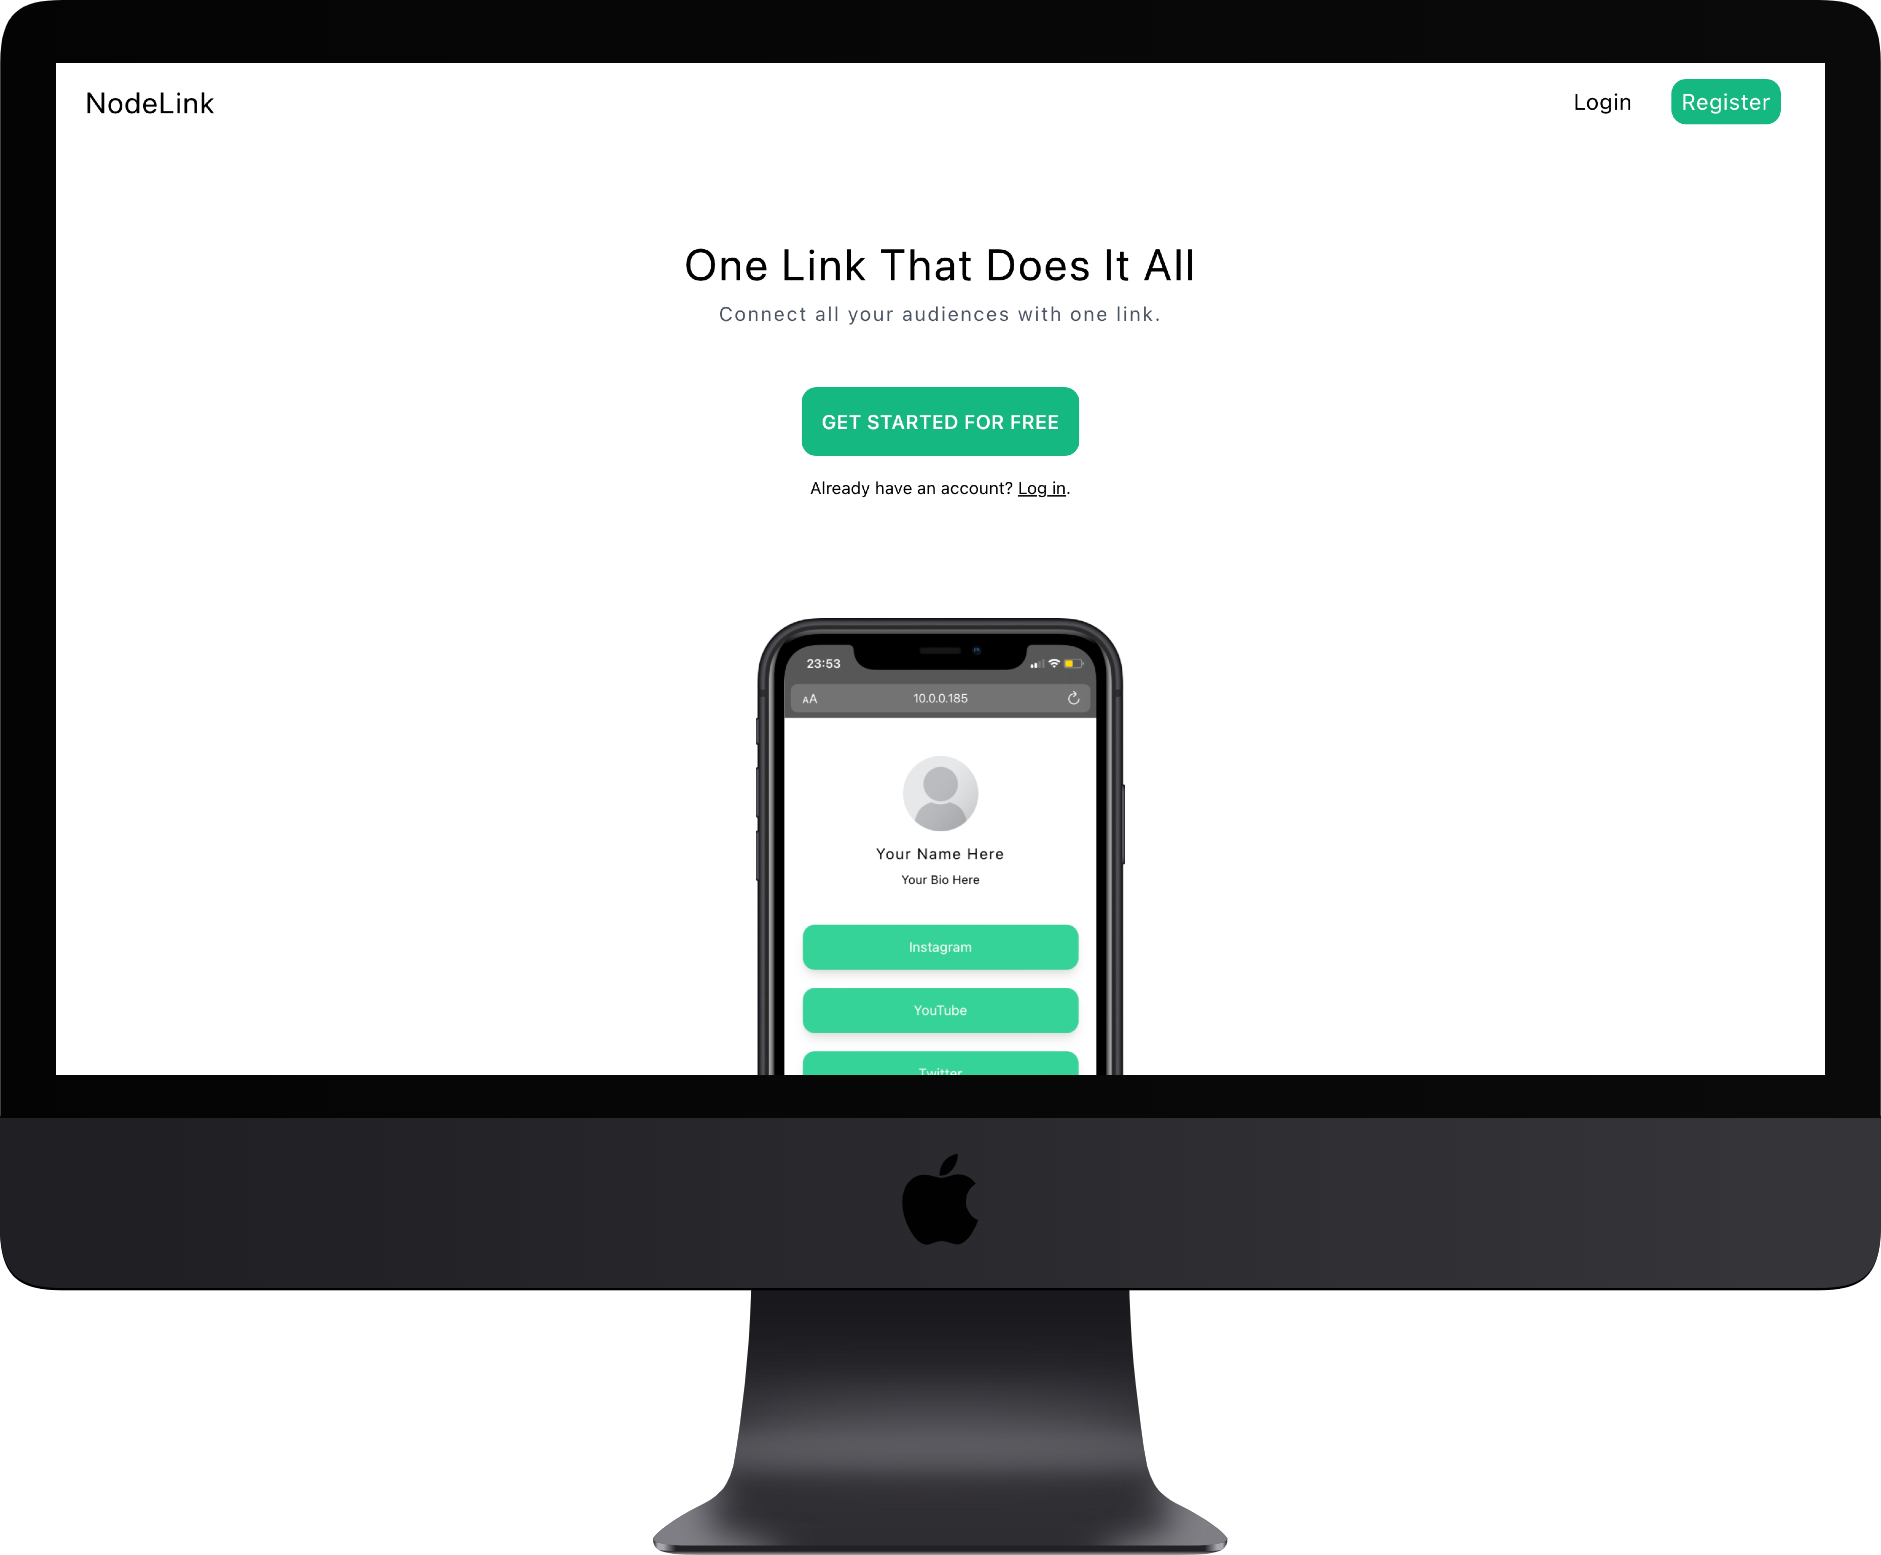 NodeLink
Login
Register
One Link That Does It All
Connect all your audiences with one link.
GET STARTED FOR FREE
Already have an account? Log in.
23:53
AA
10.0.0.185
Your Name Here
Your Bio Here
Instagram
YouTube
Twitter